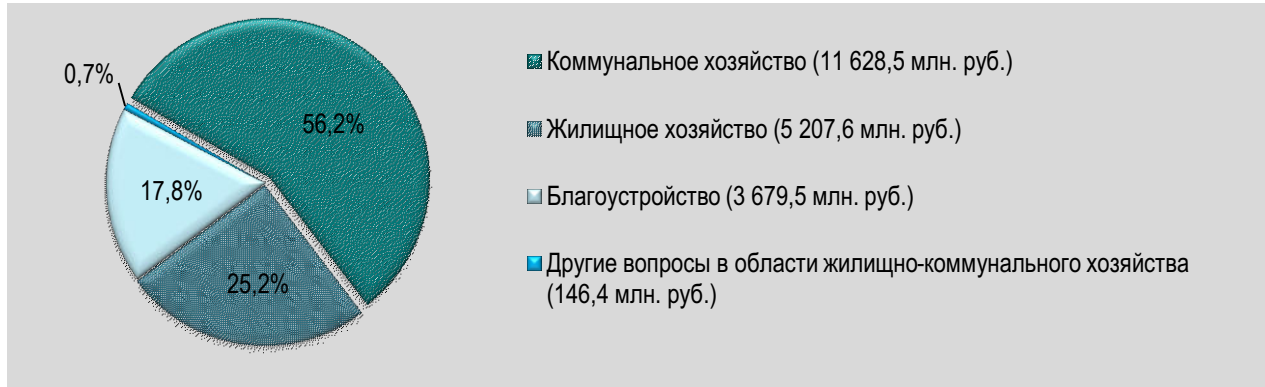 0,7%
56,2%
17,8%
25,2%
Коммунальное хозяйство (11 628,5 млн. руб.)
Жилищное хозяйство (5 207,6 млн. руб.)
Благоустройство (3 679,5 млн. руб.)
Другие вопросы в области жилищно-коммунального хозяйства
(146,4 млн. руб.)